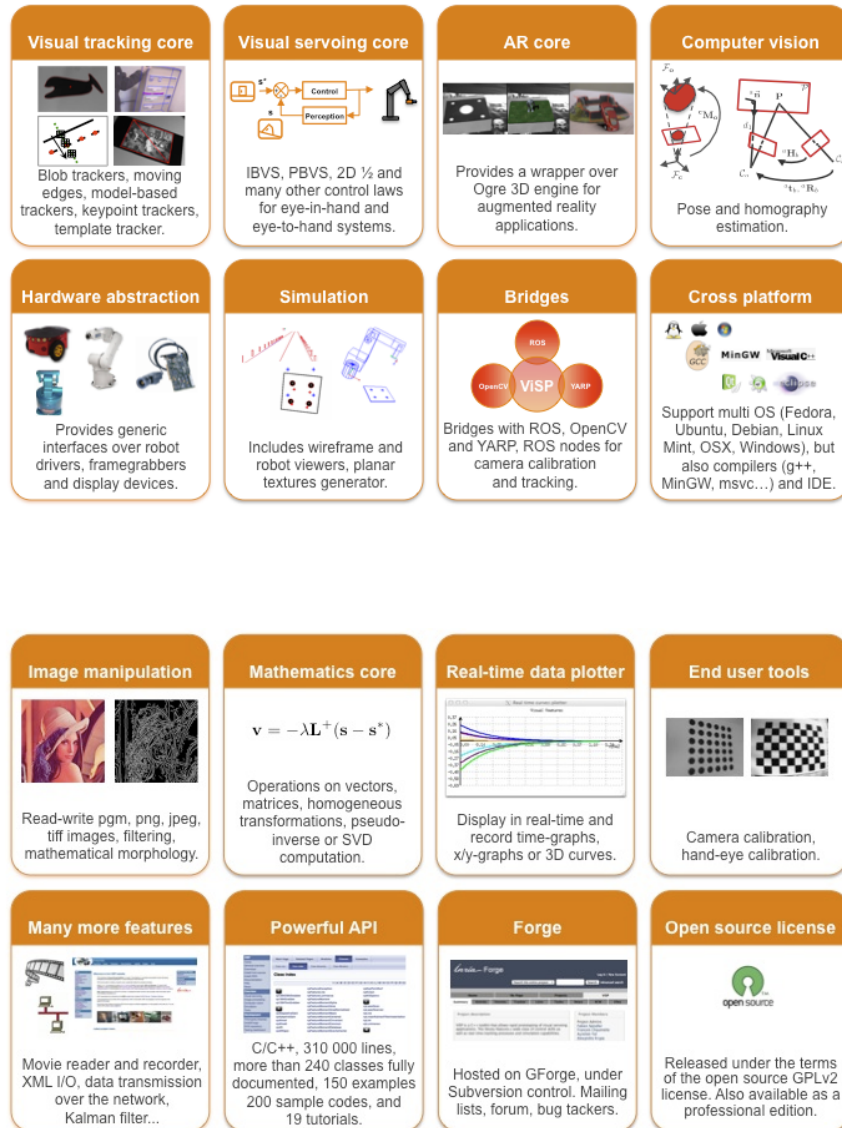 Visual tracking core
Blob trackers, moving
edges, model-based
trackers, keypoint trackers,
template tracker.
Visual servoing core
s*
Control
s
Perception
IBVS, PBVS, 2D ½ and
many other control laws
for eye-in-hand and
eye-to-hand systems.
AR core
Provides a wrapper over
Ogre 3D engine for
augmented reality
applications.
Computer vision
Pose and homography
estimation.
Hardware abstraction
Provides generic
interfaces over robot
drivers, framegrabbers
and display devices.
Simulation
Includes wireframe and
robot viewers, planar
textures generator.
Bridges
ROS
OpenCV
ViSP
YARP
Bridges with ROS, OpenCV
and YARP, ROS nodes for
camera calibration
and tracking.
Cross platform
GCC
MinGW
Microsoft
Visual C++
eclipse
Support multi OS (Fedora,
Ubuntu, Debian, Linux
Mint, OSX, Windows), but
also compilers (g++,
MinGW, msvc...) and IDE.
Image manipulation
Read-write pgm, png, jpeg,
tiff images, filtering,
mathematical morphology.
Mathematics core
v = −λL⁺(s − s*)
Operations on vectors,
matrices, homogeneous
transformations, pseudo-
inverse or SVD
computation.
Real-time data plotter
Display in real-time and
record time-graphs,
x/y-graphs or 3D curves.
End user tools
Camera calibration,
hand-eye calibration.
Many more features
Movie reader and recorder,
XML I/O, data transmission
over the network,
Kalman filter...
Powerful API
Class Index
C/C++, 310 000 lines,
more than 240 classes fully
documented, 150 examples
200 sample codes, and
19 tutorials.
Forge
Forge
Hosted on GForge, under
Subversion control. Mailing
lists, forum, bug tackers.
Open source license
open source
Released under the terms
of the open source GPLv2
license. Also available as a
professional edition.